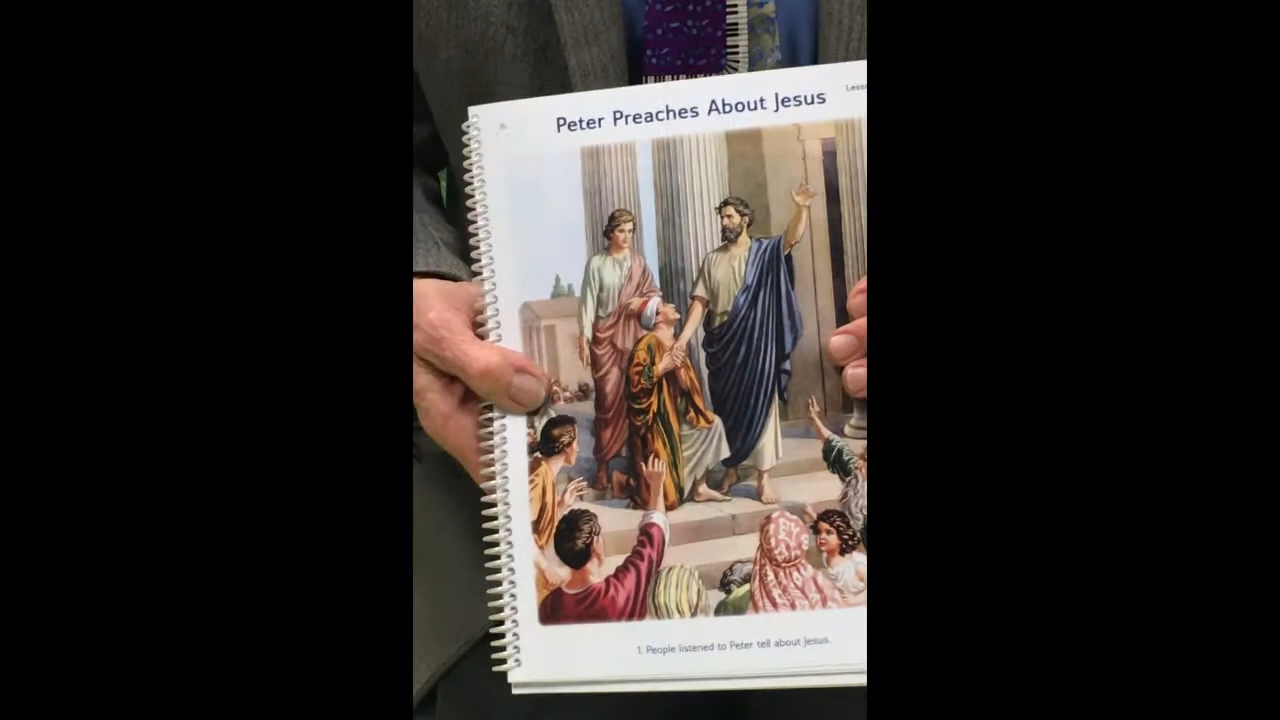 Peter Preaches About Jesus
1. People listened to Peter tell about Jesus.